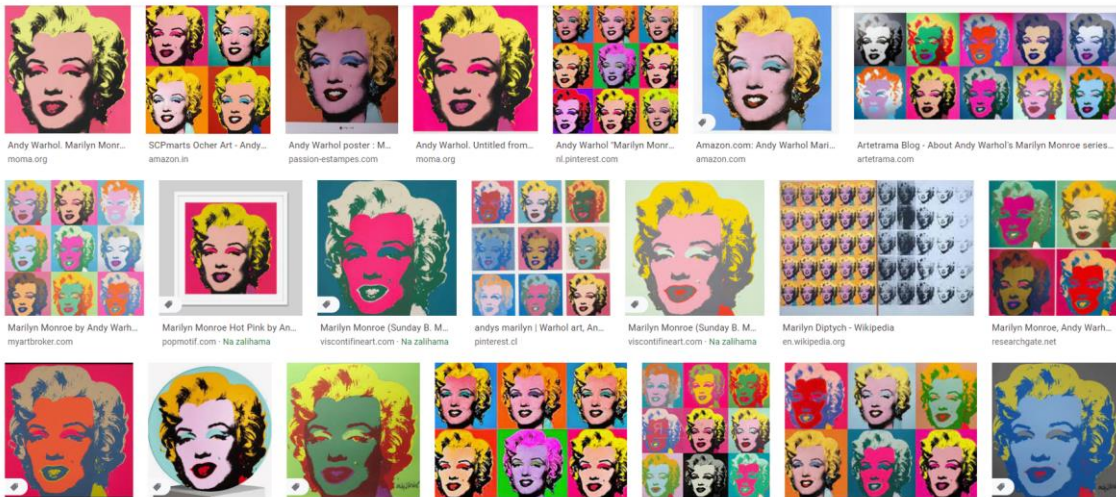 Andy Warhol. Marilyn Monr...
moma.org
SCPmarts Ocher Art - Andy...
amazon.in
Andy Warhol poster : M...
passion-estampes.com
Andy Warhol. Untitled from...
moma.org
Andy Warhol "Marilyn Monr...
nl.pinterest.com
Amazon.com: Andy Warhol Mari...
amazon.com
Artetrama Blog - About Andy Warhol's Marilyn Monroe series...
artetrama.com
Marilyn Monroe by Andy Warh...
myartbroker.com
Marilyn Monroe Hot Pink by An...
popmotif.com · Na zalihama
Marilyn Monroe (Sunday B. M...
viscontifineart.com · Na zalihama
andys marilyn | Warhol art, An...
pinterest.cl
Marilyn Monroe (Sunday B. M...
viscontifineart.com · Na zalihama
Marilyn Diptych - Wikipedia
en.wikipedia.org
Marilyn Monroe, Andy Warh...
researchgate.net